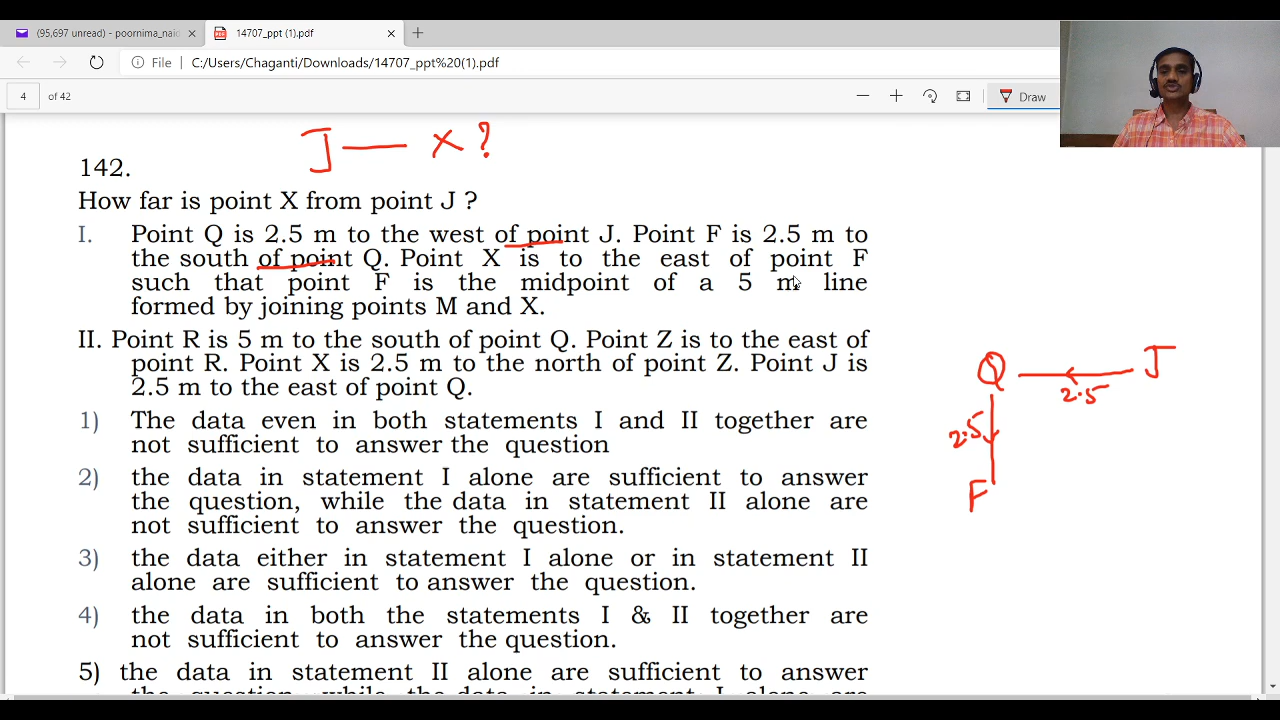 (95,697 unread) - poornima_naid
14707_ppt (1).pdf
File C:/Users/Chaganti/Downloads/14707_ppt%20(1).pdf
4 of 42 Draw
J — X ?
142.
How far is point X from point J ?
I. Point Q is 2.5 m to the west of point J. Point F is 2.5 m to
the south of point Q. Point X is to the east of point F
such that point F is the midpoint of a 5 m line
formed by joining points M and X.
II. Point R is 5 m to the south of point Q. Point Z is to the east of
point R. Point X is 2.5 m to the north of point Z. Point J is
2.5 m to the east of point Q.
1) The data even in both statements I and II together are
not sufficient to answer the question
2) the data in statement I alone are sufficient to answer
the question, while the data in statement II alone are
not sufficient to answer the question.
3) the data either in statement I alone or in statement II
alone are sufficient to answer the question.
4) the data in both the statements I & II together are
not sufficient to answer the question.
5) the data in statement II alone are sufficient to answer
the question, while the data in statement I alone are
Q J
2.5
2.5
F